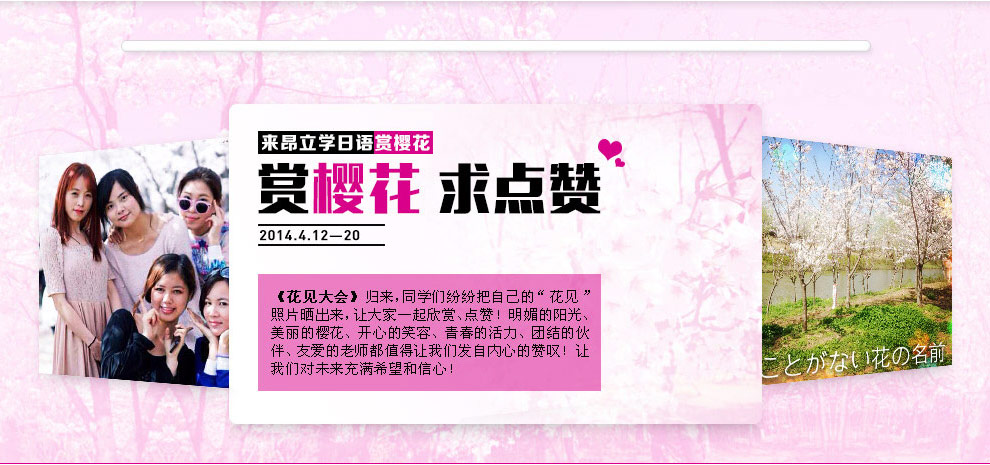 来昂立学日语赏樱花
赏樱花 求点赞
2014.4.12—20
《花见大会》归来,同学们纷纷把自己的“花见”
照片晒出来,让大家一起欣赏、点赞！明媚的阳光、
美丽的樱花、开心的笑容、青春的活力、团结的伙
伴、友爱的老师都值得让我们发自内心的赞叹！让
我们对未来充满希望和信心！
ことがない花の名前